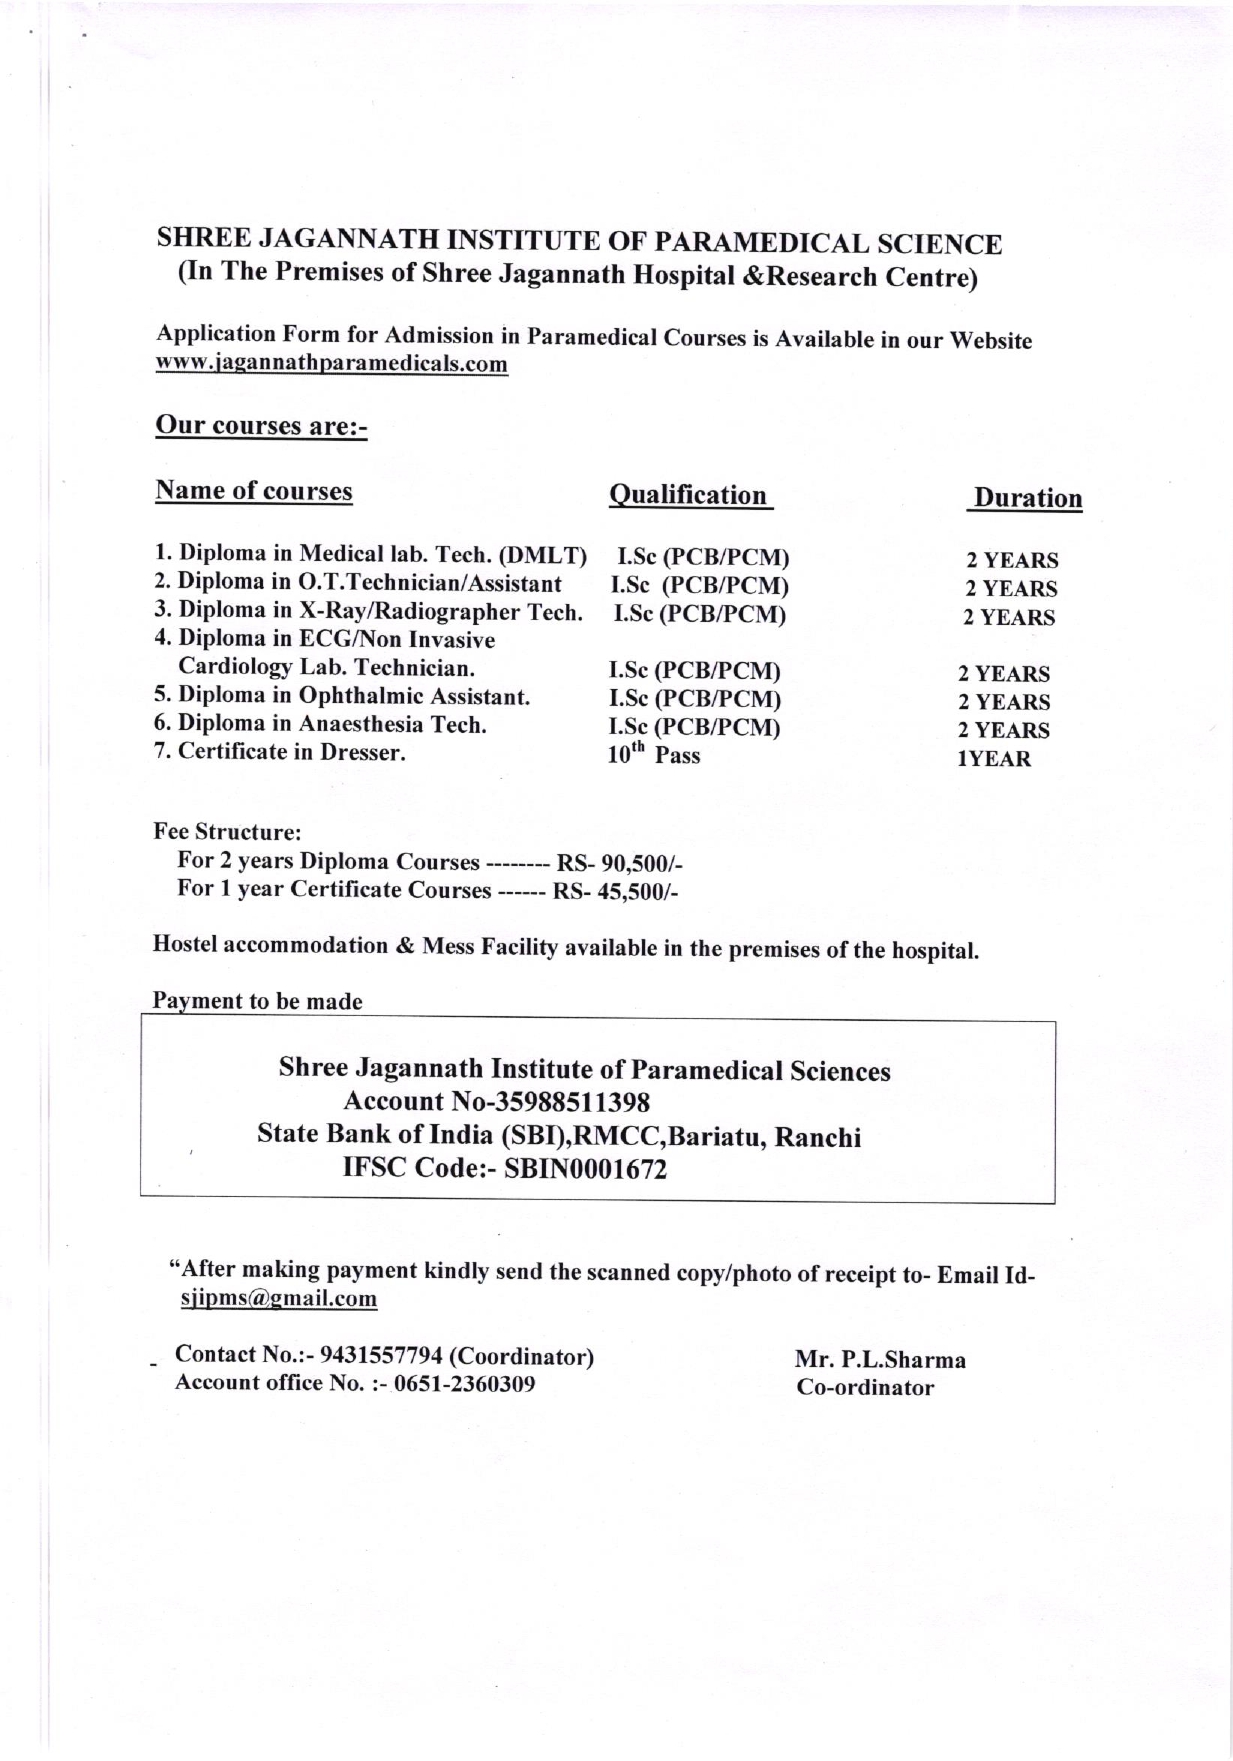 SHREE JAGANNATH INSTITUTE OF PARAMEDICAL SCIENCE
(In The Premises of Shree Jagannath Hospital &Research Centre)
Application Form for Admission in Paramedical Courses is Available in our Website
www.jagannathparamedicals.com
Our courses are:-
Name of courses Qualification Duration
1. Diploma in Medical lab. Tech. (DMLT) I.Sc (PCB/PCM) 2 YEARS
2. Diploma in O.T.Technician/Assistant I.Sc (PCB/PCM) 2 YEARS
3. Diploma in X-Ray/Radiographer Tech. I.Sc (PCB/PCM) 2 YEARS
4. Diploma in ECG/Non Invasive
Cardiology Lab. Technician. I.Sc (PCB/PCM) 2 YEARS
5. Diploma in Ophthalmic Assistant. I.Sc (PCB/PCM) 2 YEARS
6. Diploma in Anaesthesia Tech. I.Sc (PCB/PCM) 2 YEARS
7. Certificate in Dresser. 10th Pass 1YEAR
Fee Structure:
For 2 years Diploma Courses -------- RS- 90,500/-
For 1 year Certificate Courses ------ RS- 45,500/-
Hostel accommodation & Mess Facility available in the premises of the hospital.
Payment to be made
Shree Jagannath Institute of Paramedical Sciences
Account No-35988511398
State Bank of India (SBI),RMCC,Bariatu, Ranchi
IFSC Code:- SBIN0001672
“After making payment kindly send the scanned copy/photo of receipt to- Email Id-
sjipms@gmail.com
Contact No.:- 9431557794 (Coordinator) Mr. P.L.Sharma
Account office No. :- 0651-2360309 Co-ordinator